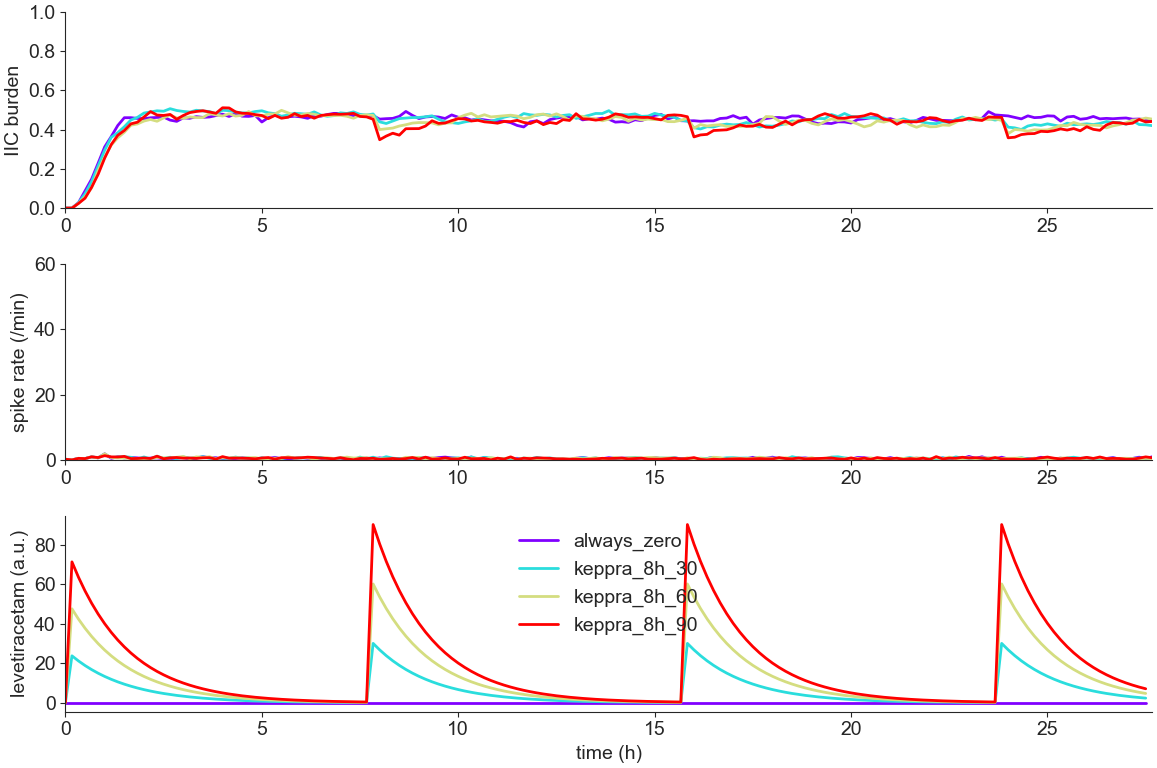 IIC burden
1.0
0.8
0.6
0.4
0.2
0.0
0 5 10 15 20 25
spike rate (/min)
60
40
20
0
0 5 10 15 20 25
levetiracetam (a.u.)
80
60
40
20
0
always_zero
keppra_8h_30
keppra_8h_60
keppra_8h_90
0 5 10 15 20 25
time (h)